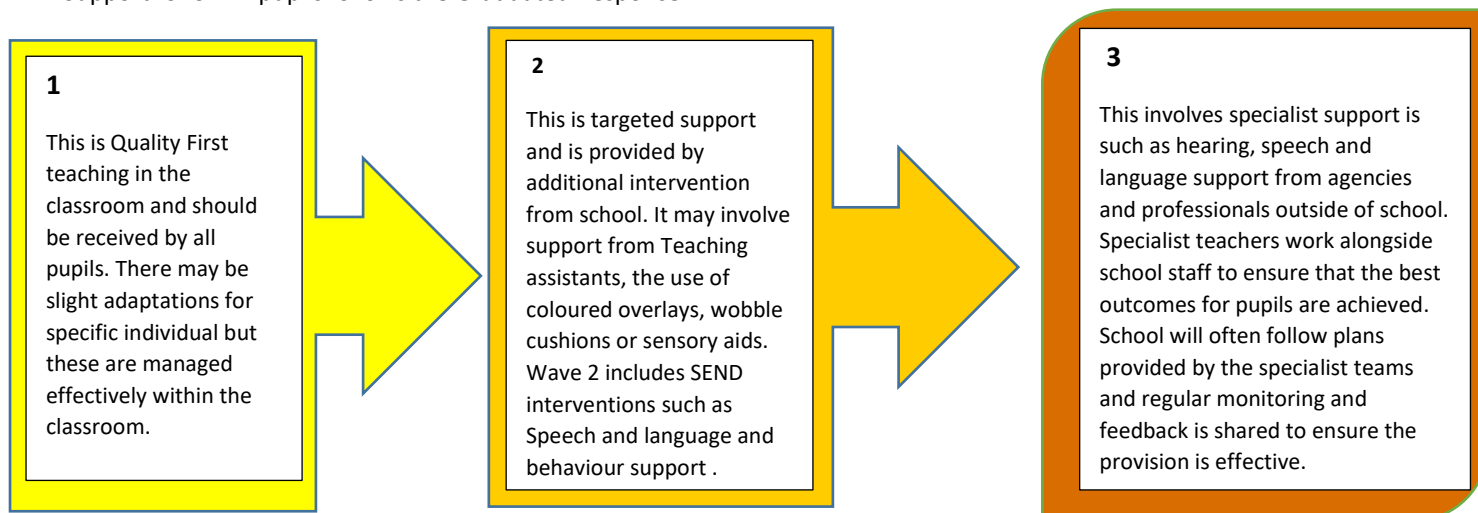 1
This is Quality First
teaching in the
classroom and should
be received by all
pupils. There may be
slight adaptations for
specific individual but
these are managed
effectively within the
classroom.
2
This is targeted support
and is provided by
additional intervention
from school. It may involve
support from Teaching
assistants, the use of
coloured overlays, wobble
cushions or sensory aids.
Wave 2 includes SEND
interventions such as
Speech and language and
behaviour support .
3
This involves specialist support is
such as hearing, speech and
language support from agencies
and professionals outside of school.
Specialist teachers work alongside
school staff to ensure that the best
outcomes for pupils are achieved.
School will often follow plans
provided by the specialist teams
and regular monitoring and
feedback is shared to ensure the
provision is effective.